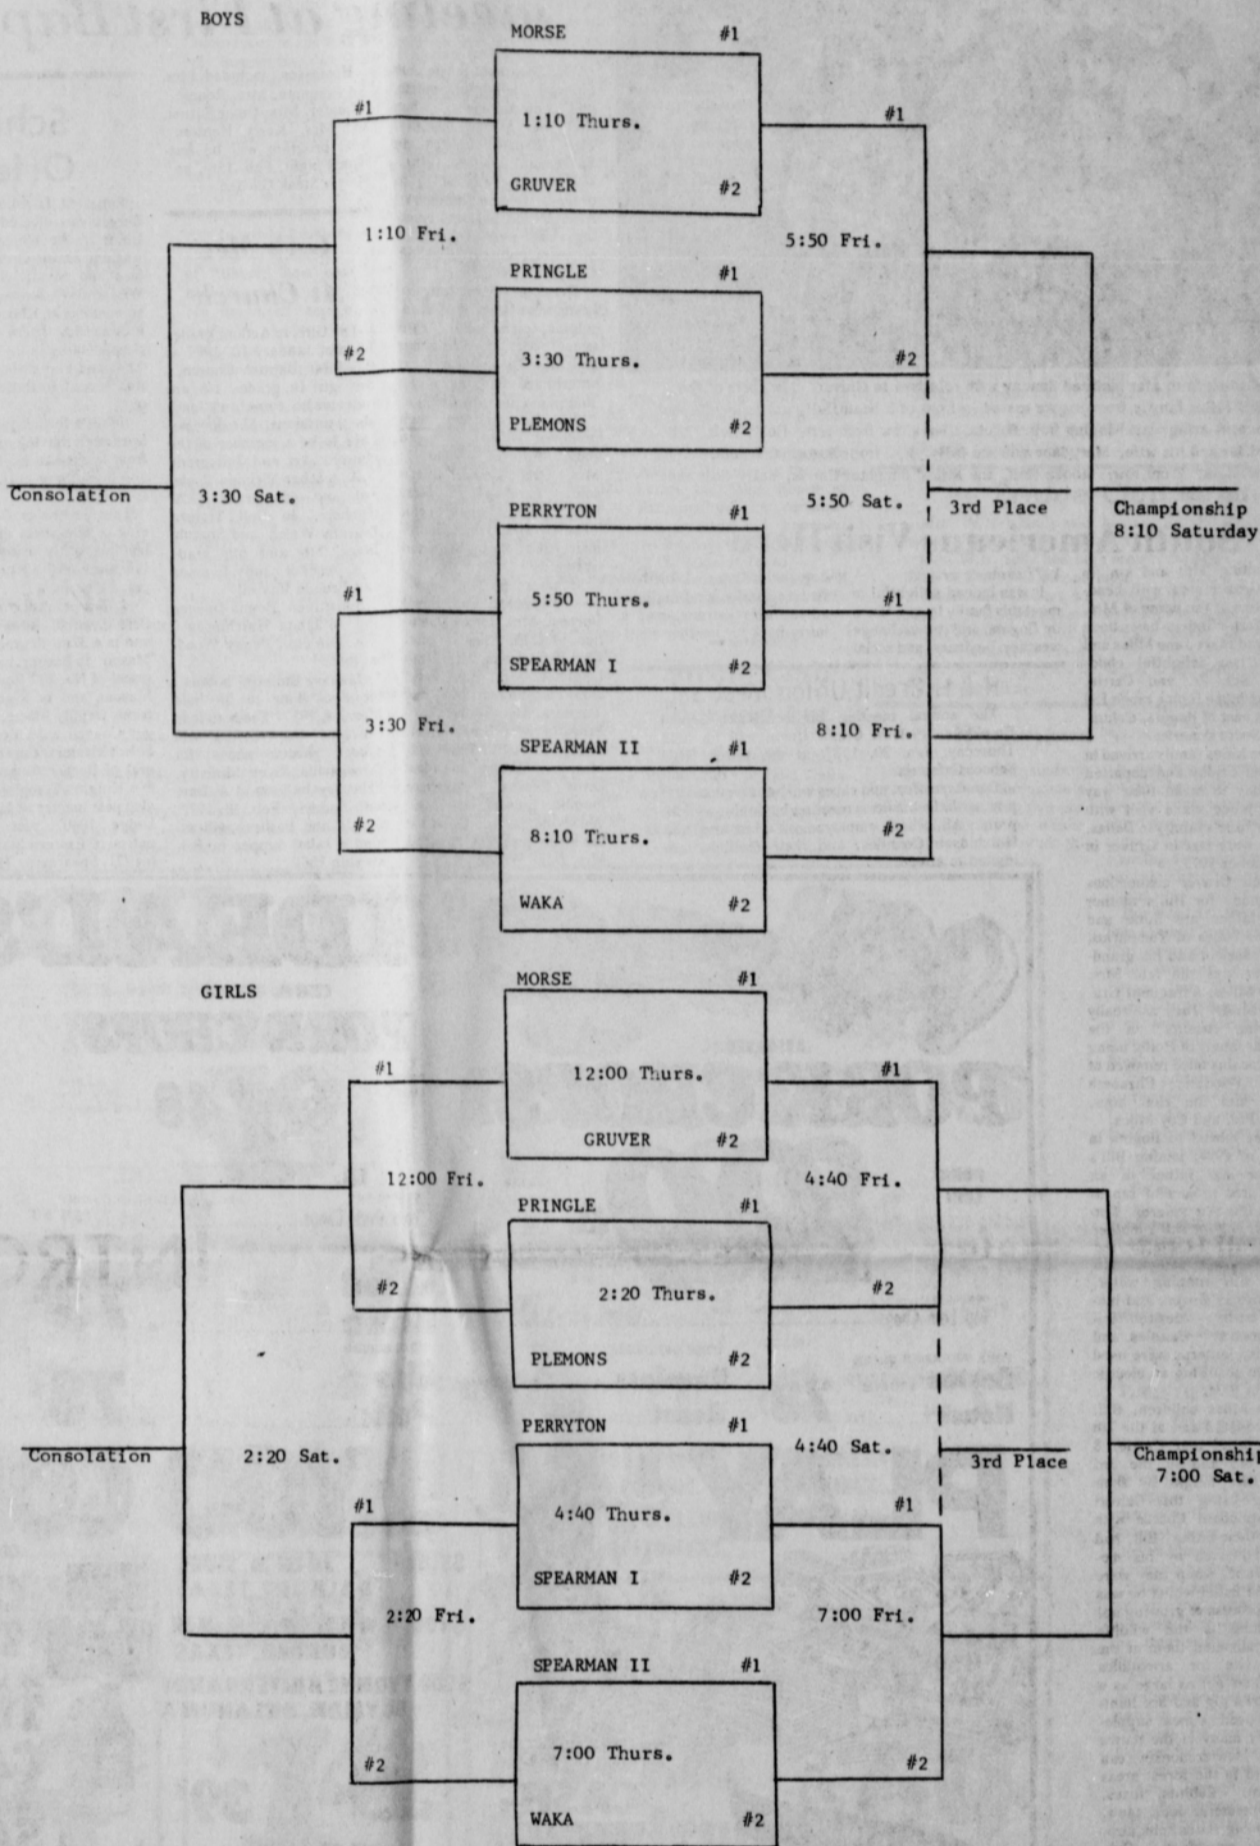 BOYS
MORSE #1
#1 1:10 Thurs. #1
GRUVER #2
1:10 Fri. 5:50 Fri.
PRINGLE #1
#2 3:30 Thurs. #2
PLEMONS #2
Consolation 3:30 Sat. 5:50 Sat. 3rd Place Championship
8:10 Saturday
PERRYTON #1
#1 5:50 Thurs. #1
SPEARMAN I #2
3:30 Fri. 8:10 Fri.
SPEARMAN II #1
#2 8:10 Thurs. #2
WAKA #2
GIRLS
MORSE #1
#1 12:00 Thurs. #1
GRUVER #2
12:00 Fri. 4:40 Fri.
PRINGLE #1
#2 2:20 Thurs. #2
PLEMONS #2
PERRYTON #1
Consolation 2:20 Sat. 4:40 Sat. 3rd Place Championship
7:00 Sat.
#1 4:40 Thurs. #1
SPEARMAN I #2
2:20 Fri. 7:00 Fri.
SPEARMAN II #1
#2 7:00 Thurs. #2
WAKA #2